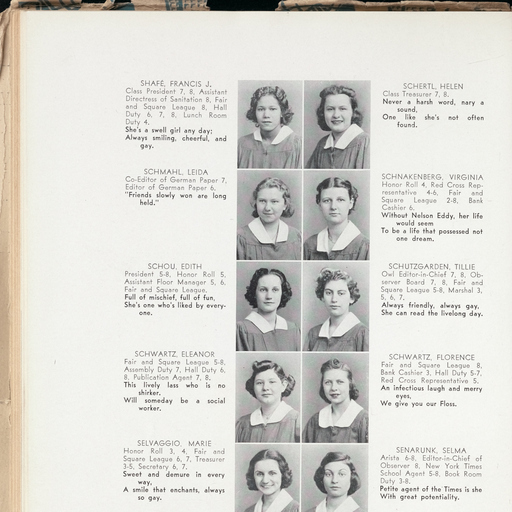 SHAFE, FRANCIS J.
Class President 7, 8, Assistant
Directress of Sanitation 8, Fair
and Square League 8, Hall
Duty 6, 7, 8, Lunch Room
Duty 4.
She's a swell girl any day;
Always smiling, cheerful, and
gay.
SCHMAHL, LEIDA
Co-Editor of German Paper 7,
Editor of German Paper 6.
"Friends slowly won are long
held."
SCHOU, EDITH
President 5-8, Honor Roll 5,
Assistant Floor Manager 5, 6,
Fair and Square League.
Full of mischief, full of fun,
She's one who's liked by every-
one.
SCHWARTZ, ELEANOR
Fair and Square League 5-8,
Assembly Duty 7, Hall Duty 6,
8, Publication Agent 7, 8.
This lively lass who is no
shirker,
Will someday be a social
worker.
SELVAGGIO, MARIE
Honor Roll 3, 4, Fair and
Square League 6, 7, Treasurer
3-5, Secretary 6, 7.
Sweet and demure in every
way,
A smile that enchants, always
so gay.
SCHERTL, HELEN
Class Treasurer 7, 8.
Never a harsh word, nary a
sound,
One like she's not often
found.
SCHNAKENBERG, VIRGINIA
Honor Roll 4, Red Cross Rep-
resentative 4-6, Fair and
Square League 2-8, Bank
Cashier 6.
Without Nelson Eddy, her life
would seem
To be a life that possessed not
one dream.
SCHUTZGARDEN, TILLIE
Owl Editor-in-Chief 7, 8, Ob-
server Board 7, 8, Fair and
Square League 5-8, Marshal 3,
5, 6, 7.
Always friendly, always gay,
She can read the livelong day.
SCHWARTZ, FLORENCE
Fair and Square League 8,
Bank Cashier 3, Hall Duty 5-7,
Red Cross Representative 5.
An infectious laugh and merry
eyes,
We give you our Floss.
SENARUNK, SELMA
Arista 6-8, Editor-in-Chief of
Observer 8, New York Times
School Agent 5-8, Book Room
Duty 3-8.
Petite agent of the Times is she
With great potentiality.